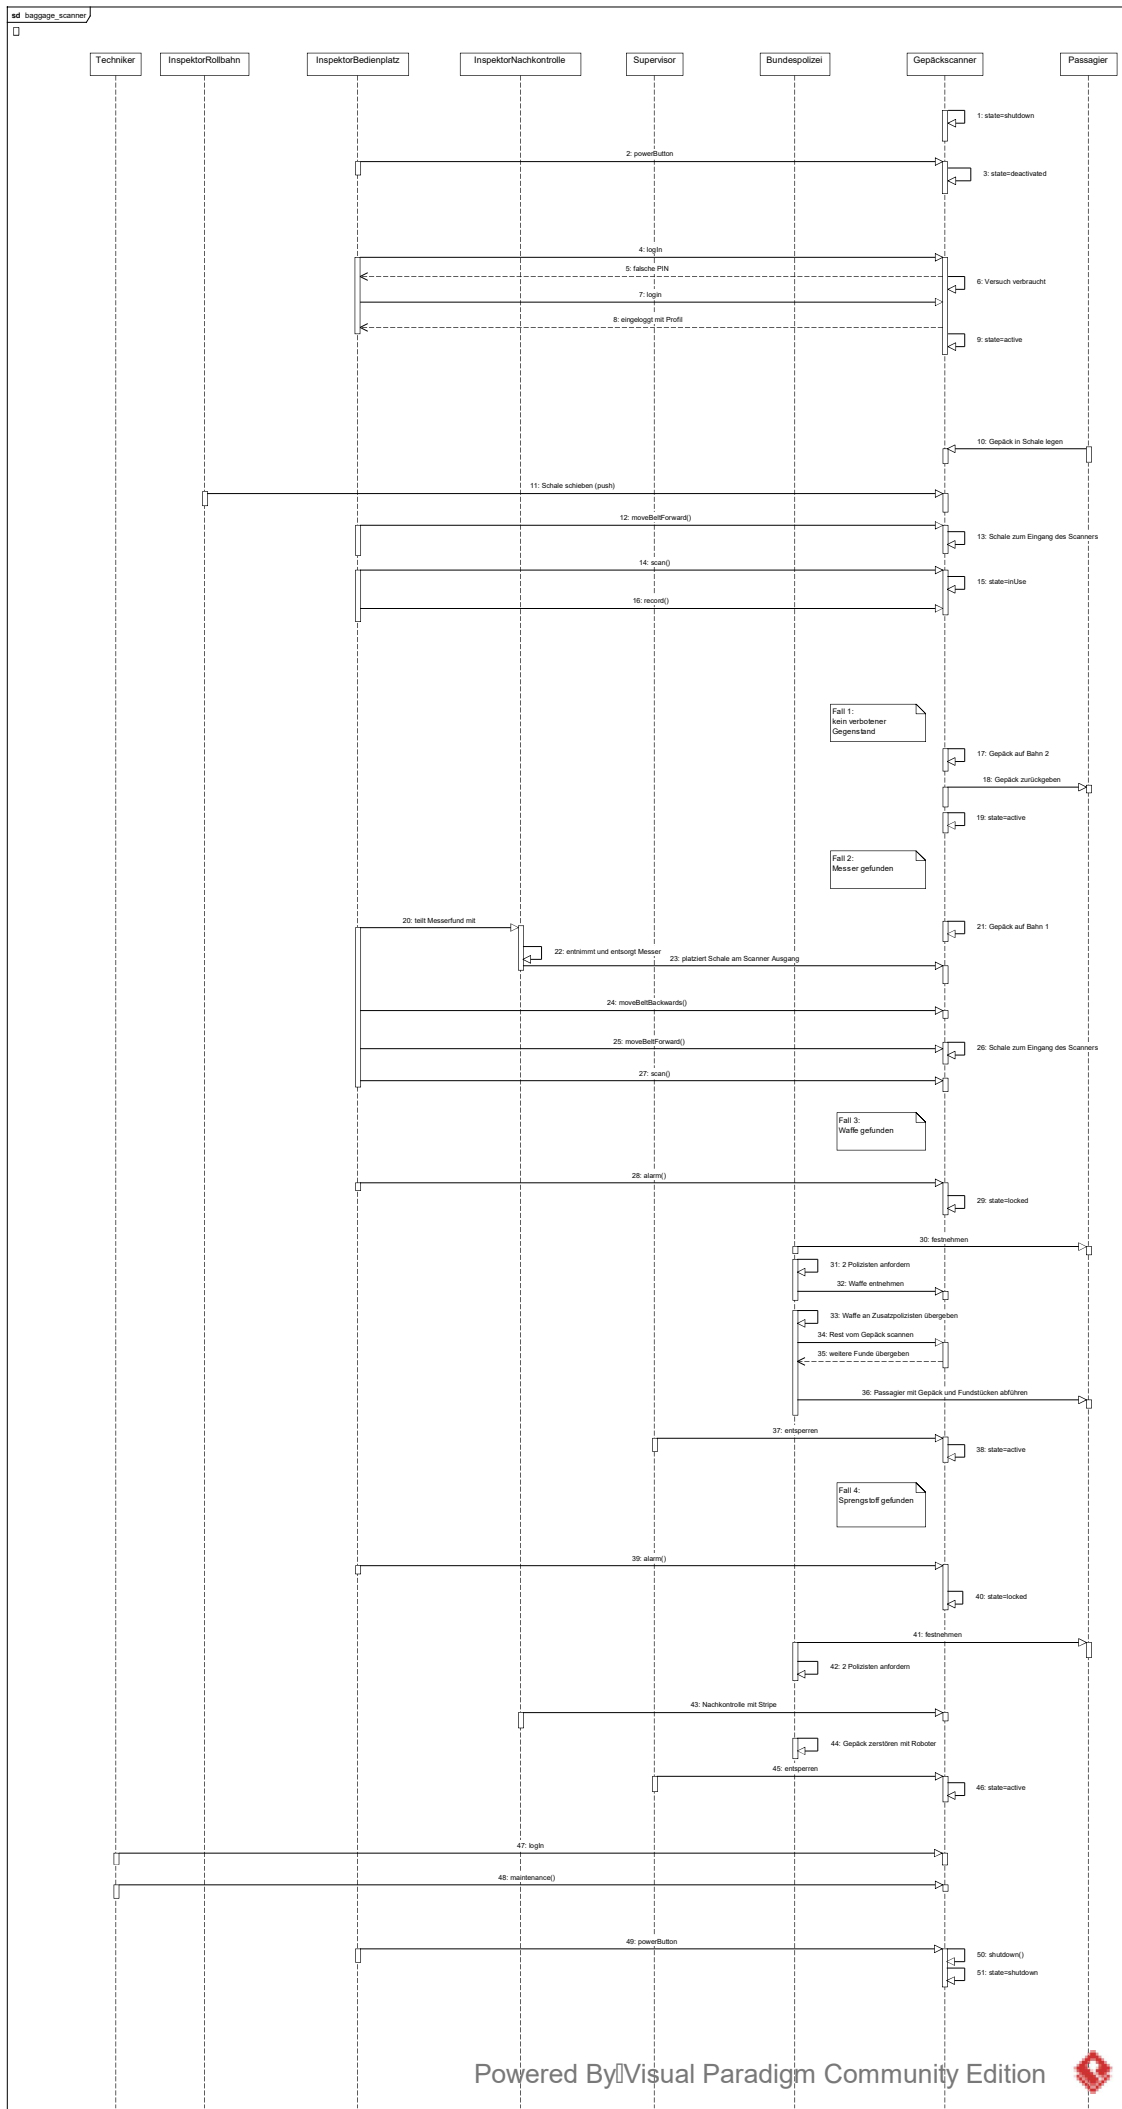 sd baggage_scanner
Techniker
InspektorRollbahn
InspektorBedienplatz
InspektorNachkontrolle
Supervisor
Bundespolizei
Gepäckscanner
Passagier
1: state=shutdown
2: powerButton
3: state=deactivated
4: logIn
5: falsche PIN
6: Versuch verbraucht
7: login
8: eingeloggt mit Profil
9: state=active
10: Gepäck in Schale legen
11: Schale schieben (push)
12: moveBeltForward()
13: Schale zum Eingang des Scanners
14: scan()
15: state=inUse
16: record()
Fall 1:
kein verbotener
Gegenstand
17: Gepäck auf Bahn 2
18: Gepäck zurückgeben
19: state=active
Fall 2:
Messer gefunden
20: teilt Messerfund mit
21: Gepäck auf Bahn 1
22: entnimmt und entsorgt Messer
23: platziert Schale am Scanner Ausgang
24: moveBeltBackwards()
25: moveBeltForward()
26: Schale zum Eingang des Scanners
27: scan()
Fall 3:
Waffe gefunden
28: alarm()
29: state=locked
30: festnehmen
31: 2 Polizisten anfordern
32: Waffe entnehmen
33: Waffe an Zusatzpolizisten übergeben
34: Rest vom Gepäck scannen
35: weitere Funde übergeben
36: Passagier mit Gepäck und Fundstücken abführen
37: entsperren
38: state=active
Fall 4:
Sprengstoff gefunden
39: alarm()
40: state=locked
41: festnehmen
42: 2 Polizisten anfordern
43: Nachkontrolle mit Stripe
44: Gepäck zerstören mit Roboter
45: entsperren
46: state=active
47: logIn
48: maintenance()
49: powerButton
50: shutdown()
51: state=shutdown
Powered By Visual Paradigm Community Edition